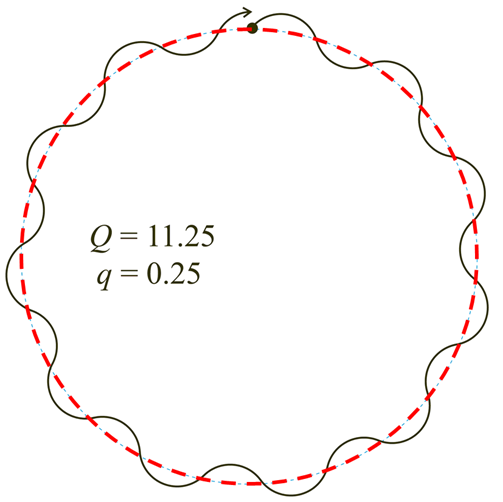 Q = 11.25
q = 0.25